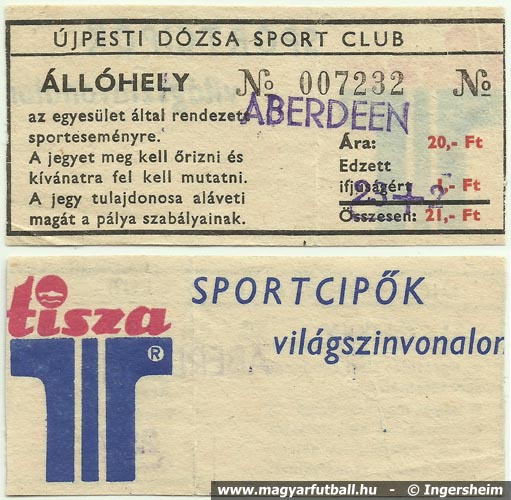 ÚJPESTI DÓZSA SPORT CLUB
ÁLLÓHELY
№ 007232 №
ABERDEEN
az egyesület által rendezett
sporteseményre.
A jegyet meg kell őrizni és
kívánatra fel kell mutatni.
A jegy tulajdonosa aláveti
magát a pálya szabályainak.
Ára: 20,- Ft
Edzett
ifjúságért 1,- Ft
Összesen: 21,- Ft
tisza
®
SPORTCIPŐK
világszinvonalon
www.magyarfutball.hu - © Ingersheim